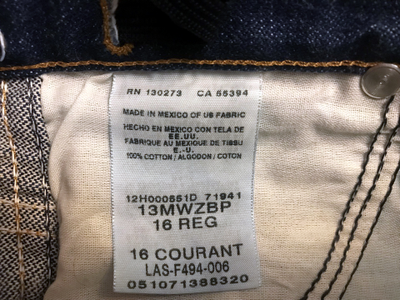 RN 130273 CA 55394
MADE IN MEXICO OF US FABRIC
HECHO EN MEXICO CON TELA DE
EE.UU.
FABRIQUE AU MEXIQUE DE TISSU
E.-U.
100% COTTON / ALGODON / COTON
12H000551D 71941
13MWZBP
16 REG
16 COURANT
LAS-F494-006
051071388320